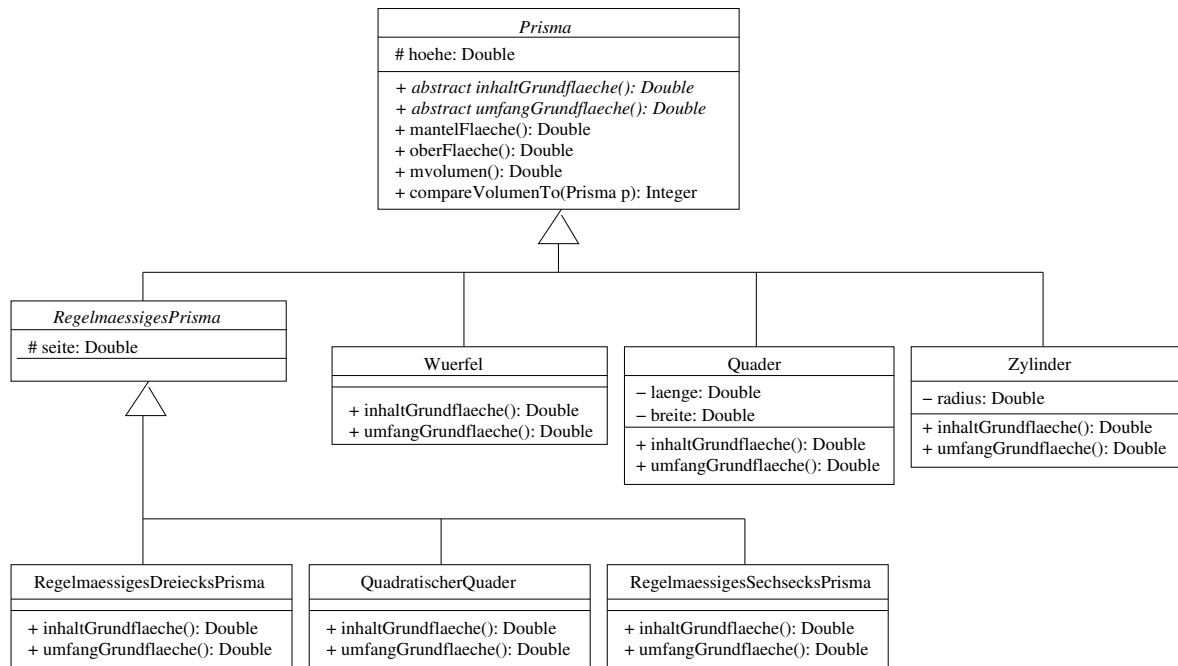 Prisma
# hoehe: Double
+ abstract inhaltGrundflaeche(): Double
+ abstract umfangGrundflaeche(): Double
+ mantelFlaeche(): Double
+ oberFlaeche(): Double
+ mvolumen(): Double
+ compareVolumenTo(Prisma p): Integer
RegelmaessigesPrisma
# seite: Double
Wuerfel
+ inhaltGrundflaeche(): Double
+ umfangGrundflaeche(): Double
Quader
− laenge: Double
− breite: Double
+ inhaltGrundflaeche(): Double
+ umfangGrundflaeche(): Double
Zylinder
− radius: Double
+ inhaltGrundflaeche(): Double
+ umfangGrundflaeche(): Double
RegelmaessigesDreiecksPrisma
+ inhaltGrundflaeche(): Double
+ umfangGrundflaeche(): Double
QuadratischerQuader
+ inhaltGrundflaeche(): Double
+ umfangGrundflaeche(): Double
RegelmaessigesSechsecksPrisma
+ inhaltGrundflaeche(): Double
+ umfangGrundflaeche(): Double